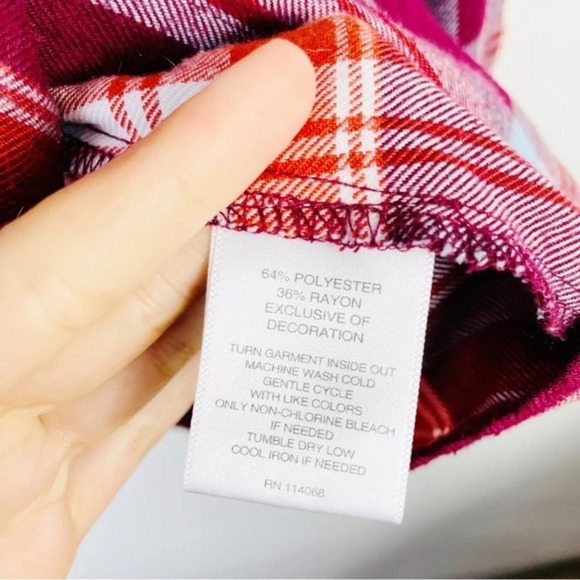 64% POLYESTER
36% RAYON
EXCLUSIVE OF
DECORATION
TURN GARMENT INSIDE OUT
MACHINE WASH COLD
GENTLE CYCLE
WITH LIKE COLORS
ONLY NON-CHLORINE BLEACH
IF NEEDED
TUMBLE DRY LOW
COOL IRON IF NEEDED
RN 114068